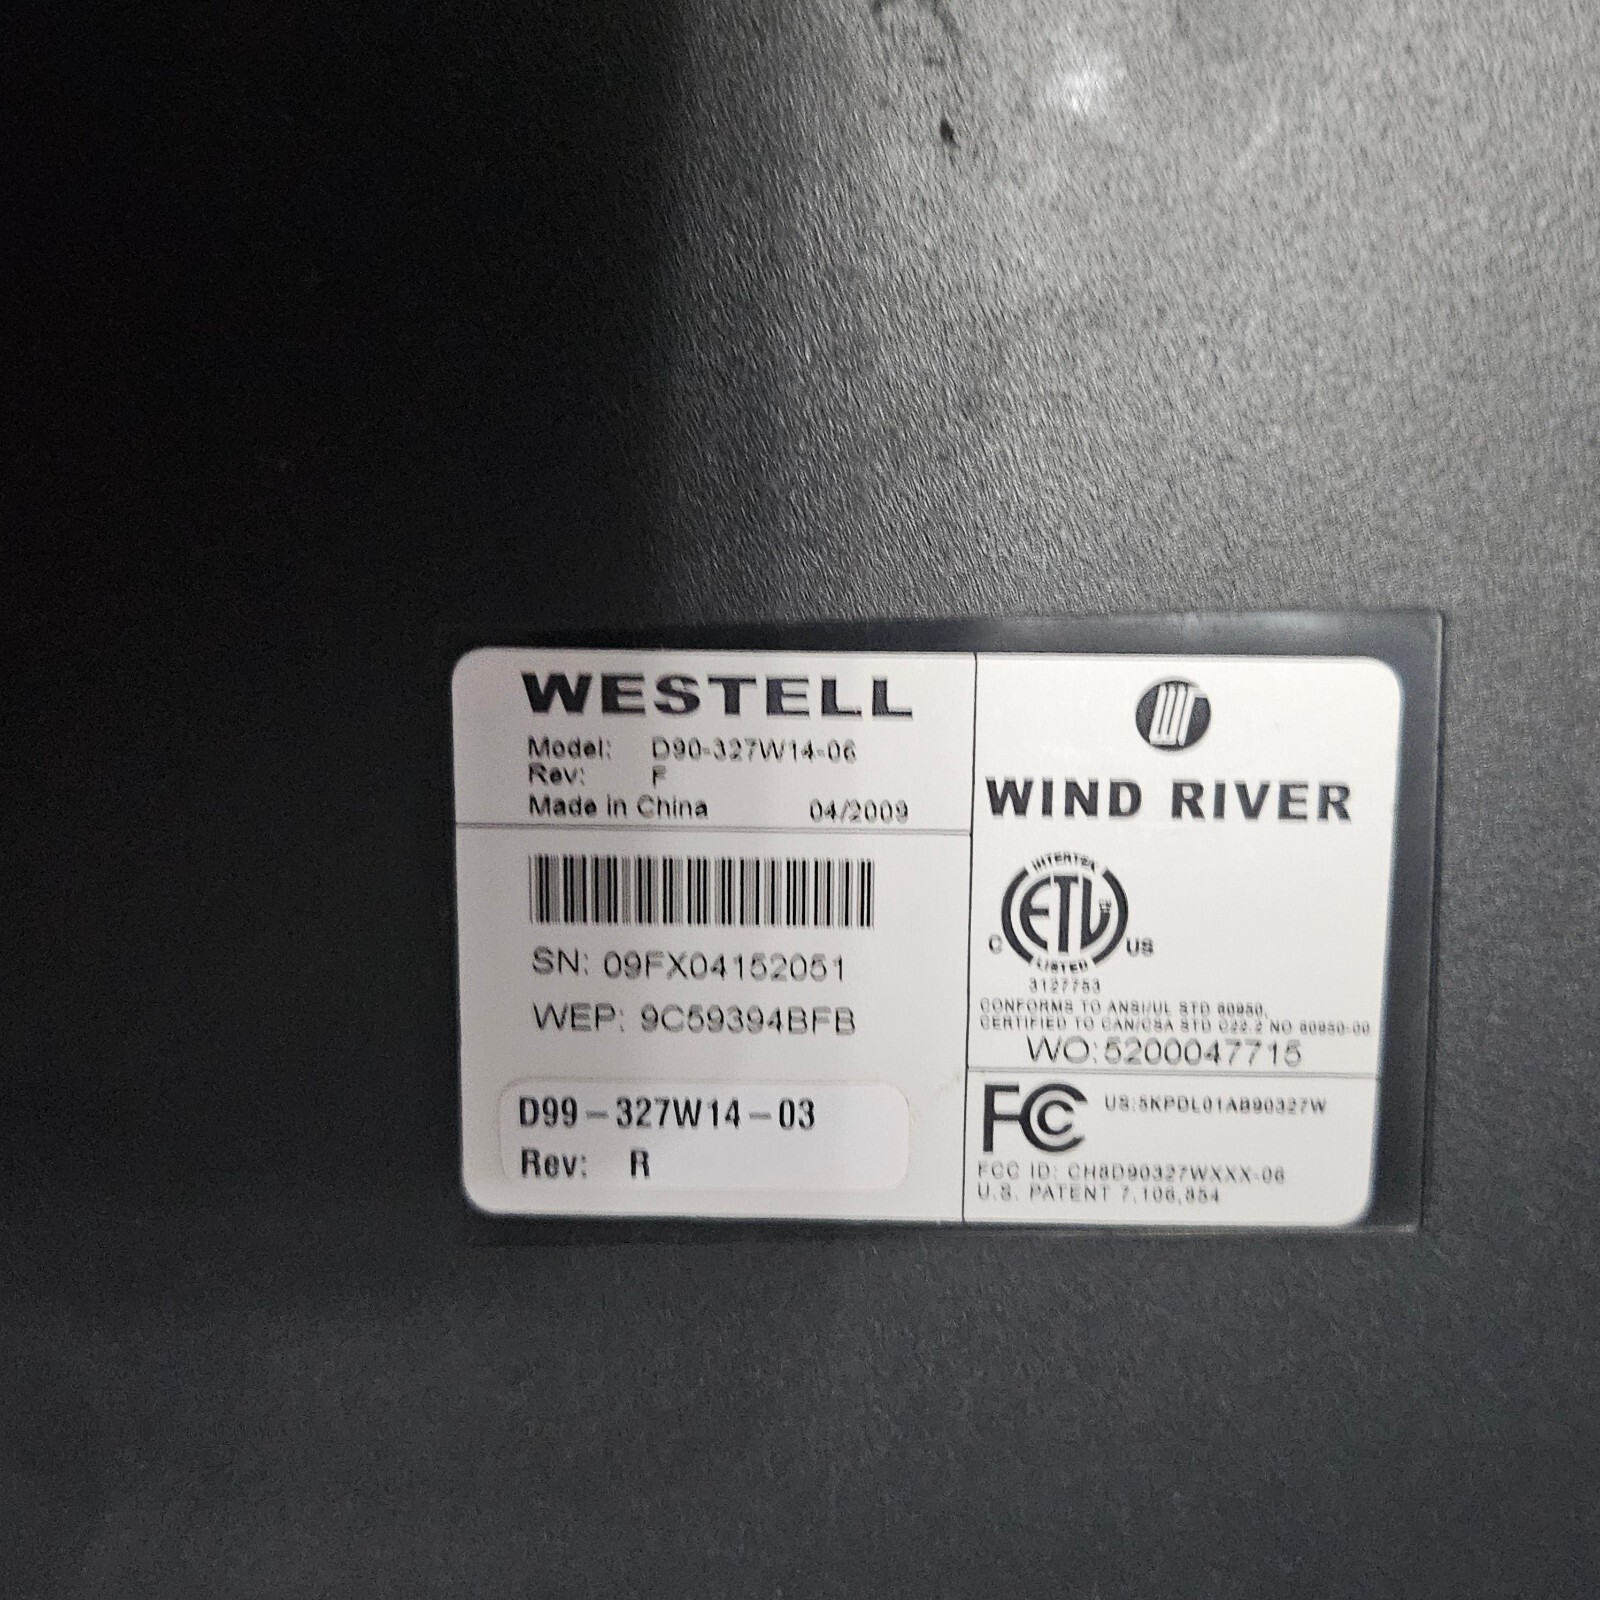 WESTELL
Model: D90-327W14-06
Rev: F
Made in China 04/2009
SN: 09FX04152051
WEP: 9C59394BFB
D99-327W14-03
Rev: R
WIND RIVER
INTERTEK
ETL
C US
LISTED
3127753
CONFORMS TO ANSI/UL STD 60950,
CERTIFIED TO CAN/CSA STD C22.2 NO 60950-00
WO:5200047715
FC US:5KPDL01AB90327W
FCC ID: CH8D90327WXXX-06
U.S. PATENT 7,106,854